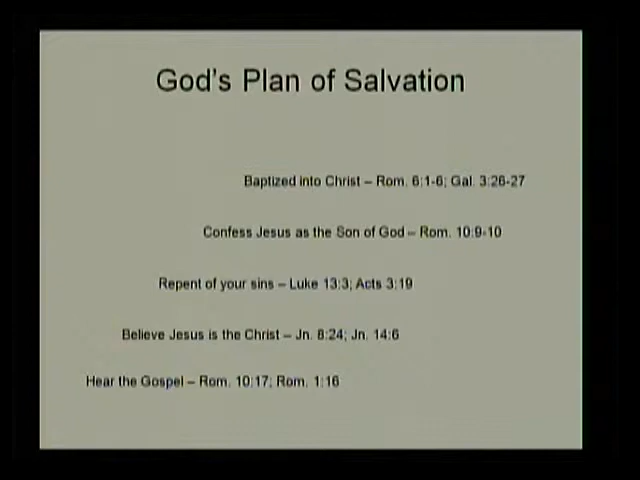 God's Plan of Salvation
Baptized into Christ – Rom. 6:1-6; Gal. 3:26-27
Confess Jesus as the Son of God – Rom. 10:9-10
Repent of your sins – Luke 13:3; Acts 3:19
Believe Jesus is the Christ – Jn. 8:24; Jn. 14:6
Hear the Gospel – Rom. 10:17; Rom. 1:16